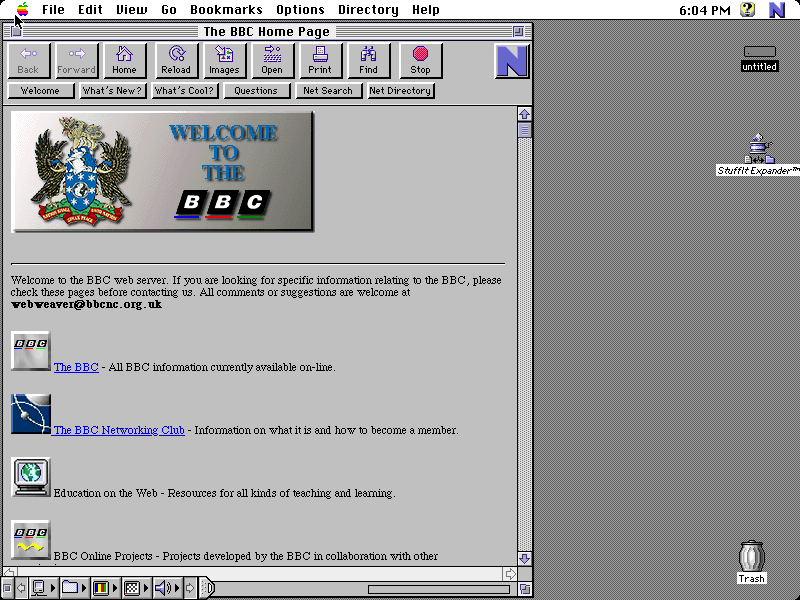 File Edit View Go Bookmarks Options Directory Help 6:04 PM
The BBC Home Page
Back Forward Home Reload Images Open Print Find Stop
N
Welcome What's New? What's Cool? Questions Net Search Net Directory
untitled
StuffIt Expander™
WELCOME
TO
THE
BBC
Welcome to the BBC web server. If you are looking for specific information relating to the BBC, please
check these pages before contacting us. All comments or suggestions are welcome at
webweaver@bbcnc.org.uk
BBC
The BBC - All BBC information currently available on-line.
The BBC Networking Club - Information on what it is and how to become a member.
Education on the Web - Resources for all kinds of teaching and learning.
BBC
BBC Online Projects - Projects developed by the BBC in collaboration with other
Trash